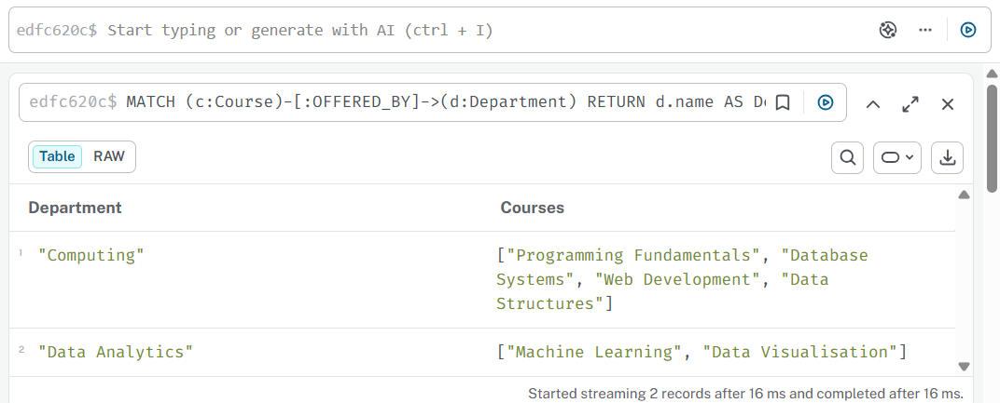 edfc620c$ Start typing or generate with AI (ctrl + I)
edfc620c$ MATCH (c:Course)-[:OFFERED_BY]->(d:Department) RETURN d.name AS
Table RAW
Department Courses
1 "Computing" ["Programming Fundamentals", "Database
Systems", "Web Development", "Data
Structures"]
2 "Data Analytics" ["Machine Learning", "Data Visualisation"]
Started streaming 2 records after 16 ms and completed after 16 ms.